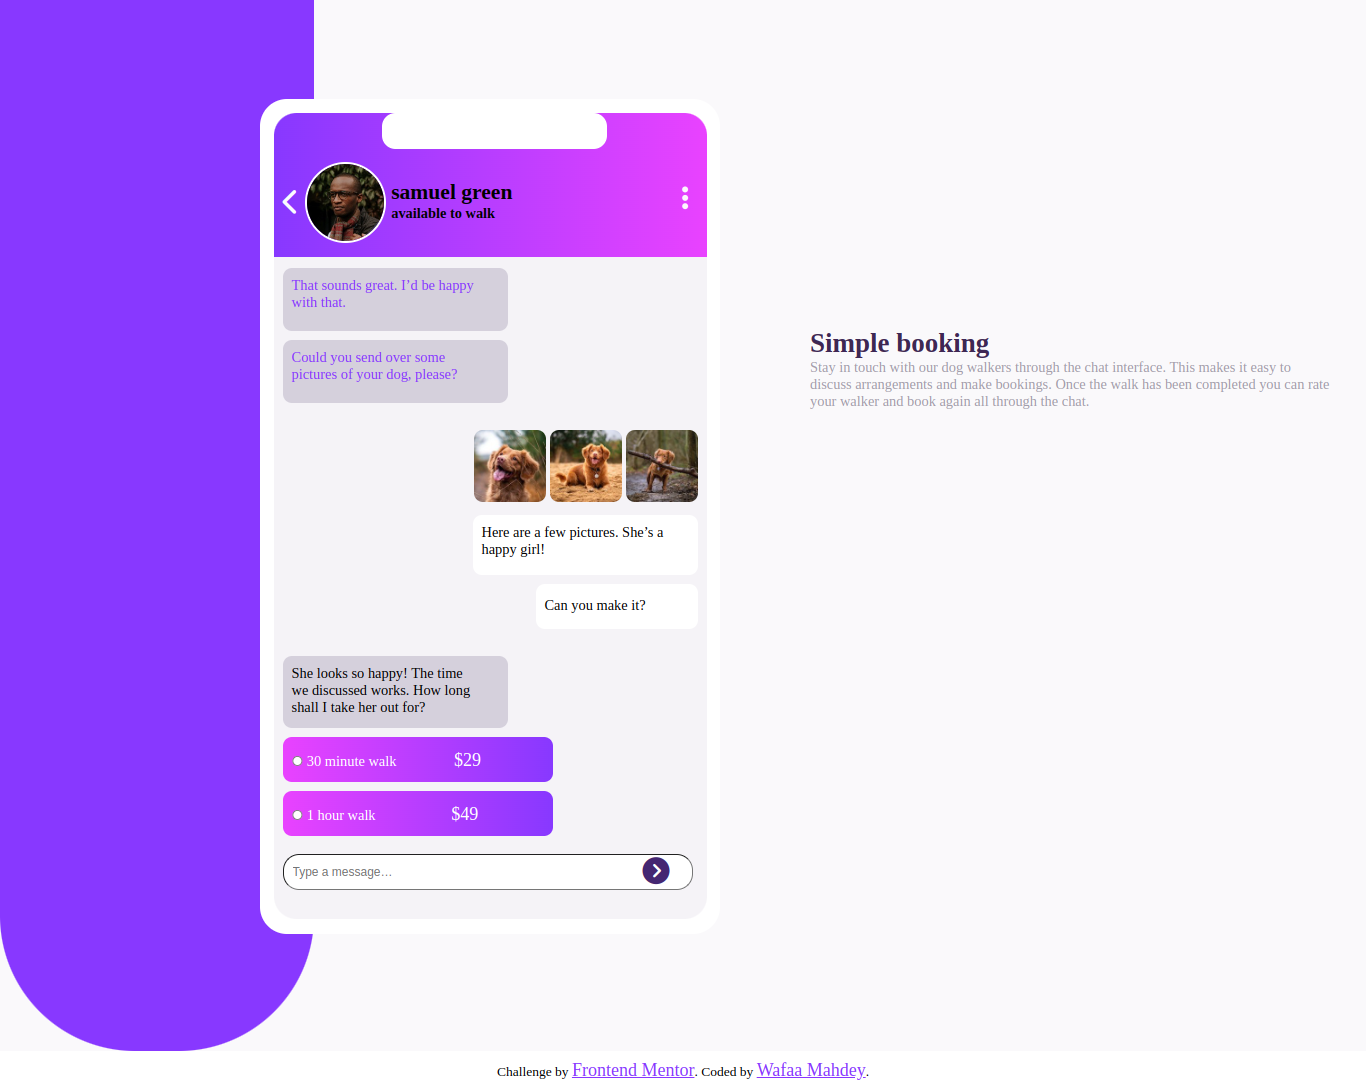 samuel green
available to walk
That sounds great. I’d be happy
with that.
Could you send over some
pictures of your dog, please?
Here are a few pictures. She’s a
happy girl!
Can you make it?
She looks so happy! The time
we discussed works. How long
shall I take her out for?
30 minute walk $29
1 hour walk $49
Type a message…
Simple booking
Stay in touch with our dog walkers through the chat interface. This makes it easy to
discuss arrangements and make bookings. Once the walk has been completed you can rate
your walker and book again all through the chat.
Challenge by Frontend Mentor. Coded by Wafaa Mahdey.